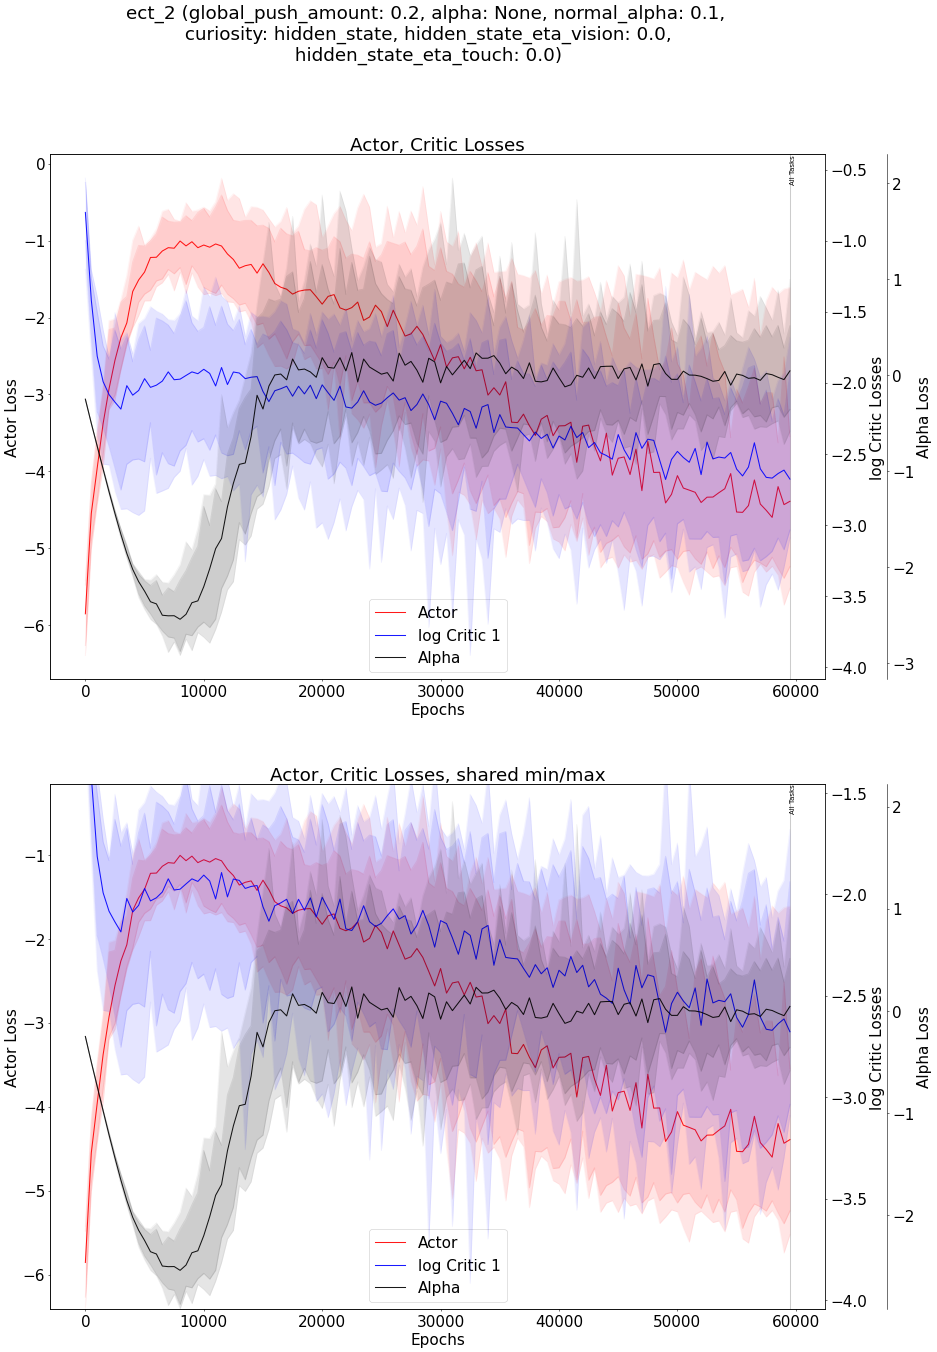 ect_2 (global_push_amount: 0.2, alpha: None, normal_alpha: 0.1,
curiosity: hidden_state, hidden_state_eta_vision: 0.0,
hidden_state_eta_touch: 0.0)
Actor, Critic Losses
0
−1
−2
−3
−4
−5
−6
Actor Loss
All Tasks
−0.5
−1.0
−1.5
−2.0
−2.5
−3.0
−3.5
−4.0
log Critic Losses
2
1
0
−1
−2
−3
Alpha Loss
Actor
log Critic 1
Alpha
0
10000
20000
30000
40000
50000
60000
Epochs
Actor, Critic Losses, shared min/max
−1
−2
−3
−4
−5
−6
Actor Loss
All Tasks
−1.5
−2.0
−2.5
−3.0
−3.5
−4.0
log Critic Losses
2
1
0
−1
−2
Alpha Loss
Actor
log Critic 1
Alpha
0
10000
20000
30000
40000
50000
60000
Epochs